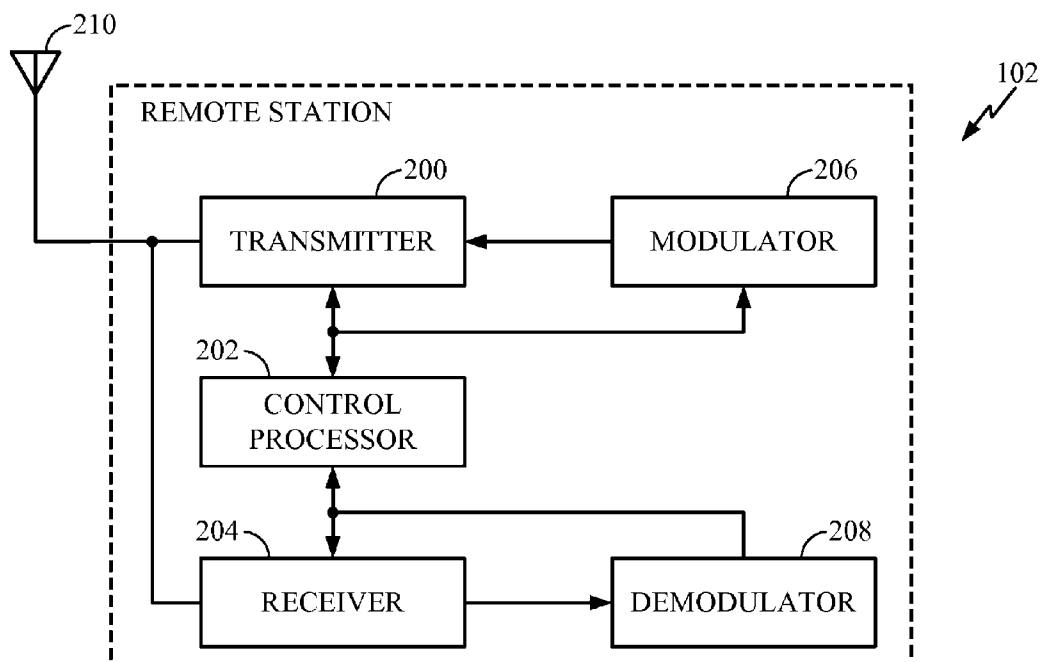 210
102
REMOTE STATION
200
206
TRANSMITTER
MODULATOR
202
CONTROL
PROCESSOR
204
208
RECEIVER
DEMODULATOR